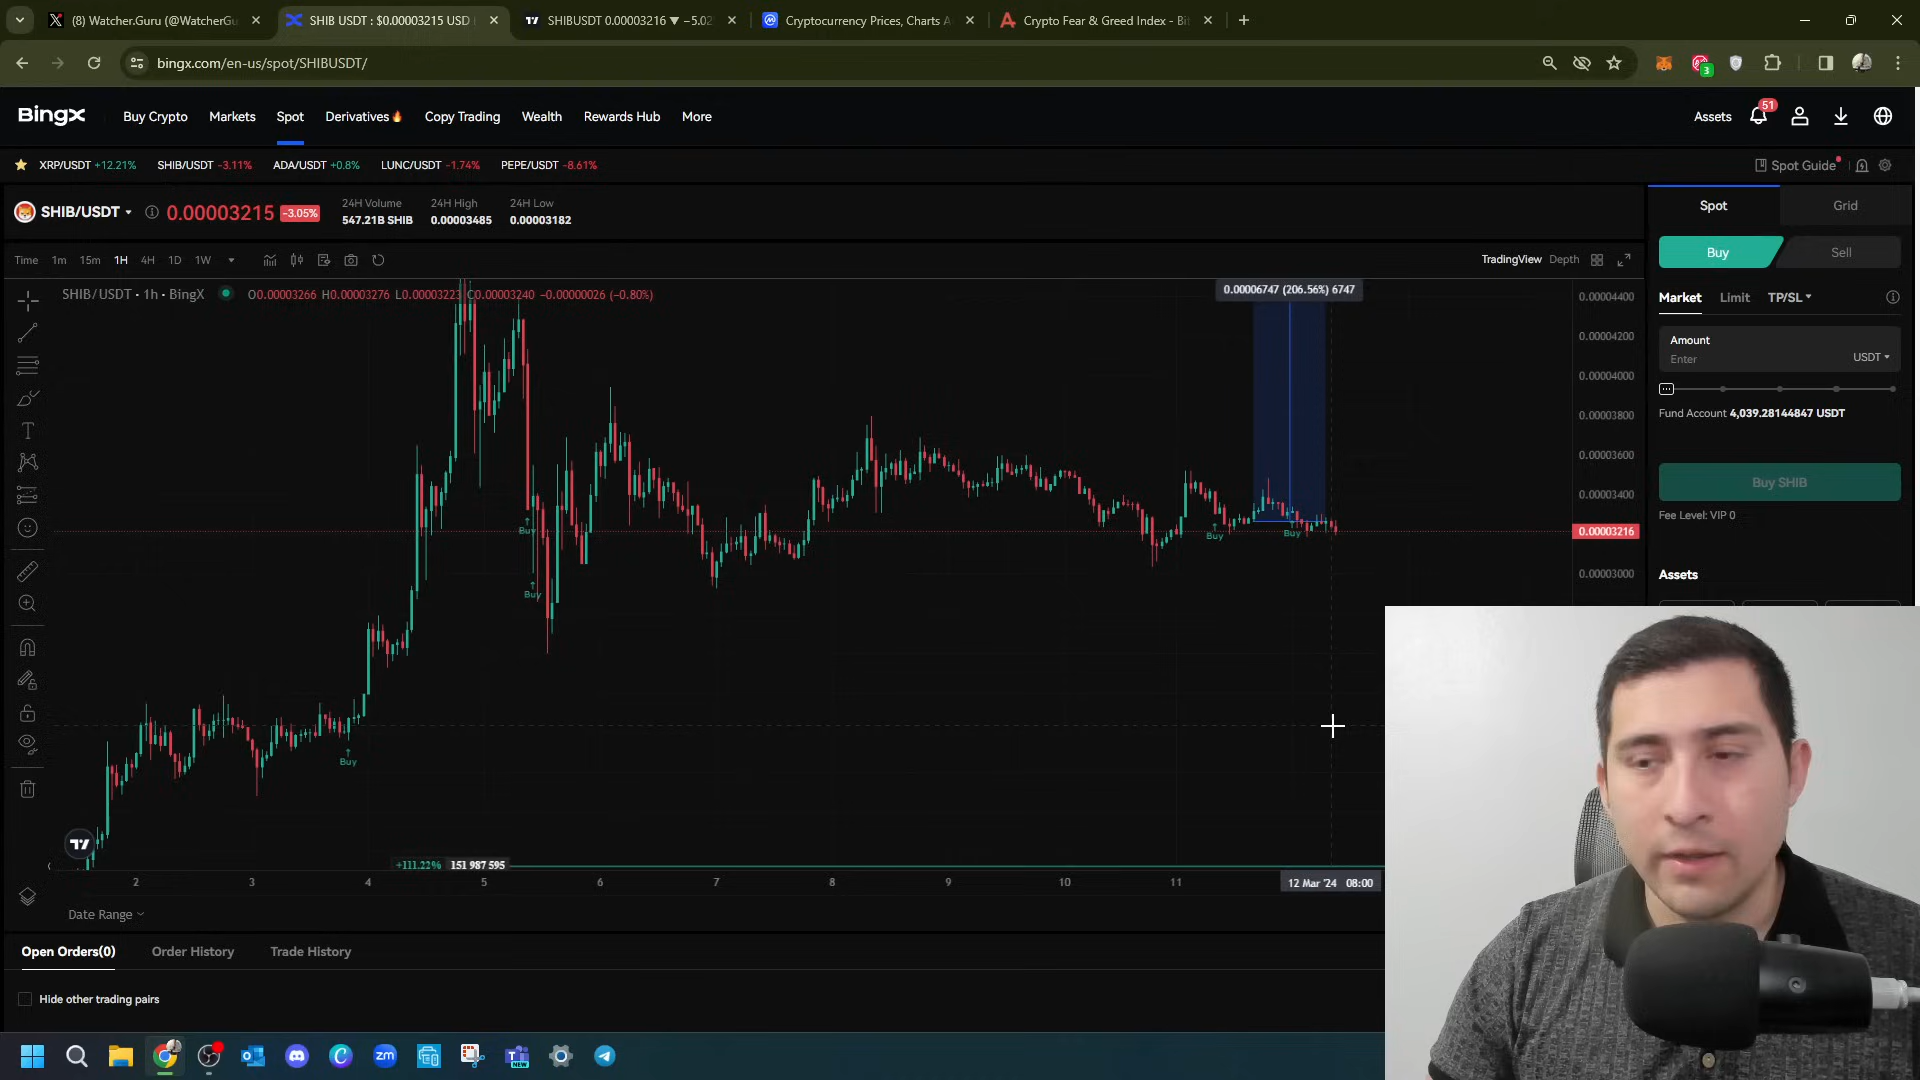 (8) Watcher.Guru (@WatcherGu
SHIB USDT : $0.00003215 USD
SHIBUSDT 0.00003216 ▼ −5.02
Cryptocurrency Prices, Charts A
Crypto Fear & Greed Index - Bi
bingx.com/en-us/spot/SHIBUSDT/
3
BingX
Buy Crypto
Markets
Spot
Derivatives
Copy Trading
Wealth
Rewards Hub
More
Assets
51
XRP/USDT +12.21%
SHIB/USDT -3.11%
ADA/USDT +0.8%
LUNC/USDT -1.74%
PEPE/USDT -8.61%
Spot Guide
SHIB/USDT
0.00003215
-3.05%
24H Volume
547.21B SHIB
24H High
0.00003485
24H Low
0.00003182
Spot
Grid
Buy
Sell
Time 1m 15m 1H 4H 1D 1W
TradingView Depth
SHIB/USDT · 1h · BingX
O0.00003266 H0.00003276 L0.00003223 C0.00003240 −0.00000026 (−0.80%)
0.00006747 (206.56%) 6747
Market
Limit
TP/SL
Amount
Enter
USDT
Fund Account 4,039.28144847 USDT
Buy SHIB
Fee Level: VIP 0
Assets
0.00004400
0.00004200
0.00004000
0.00003800
0.00003600
0.00003400
0.00003216
0.00003000
Buy
Buy
Buy
Buy
Buy
+111.22% 151 987 595
2 3 4 5 6 7 8 9 10 11
12 Mar '24 08:00
Date Range
Open Orders(0)
Order History
Trade History
Hide other trading pairs
zm
NEW